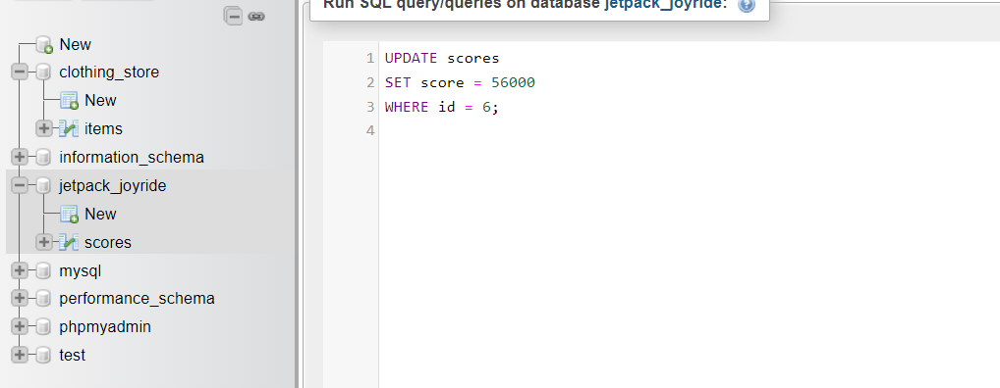 Run SQL query/queries on database jetpack_joyride:
New
clothing_store
New
items
information_schema
jetpack_joyride
New
scores
mysql
performance_schema
phpmyadmin
test
1 UPDATE scores
2 SET score = 56000
3 WHERE id = 6;
4